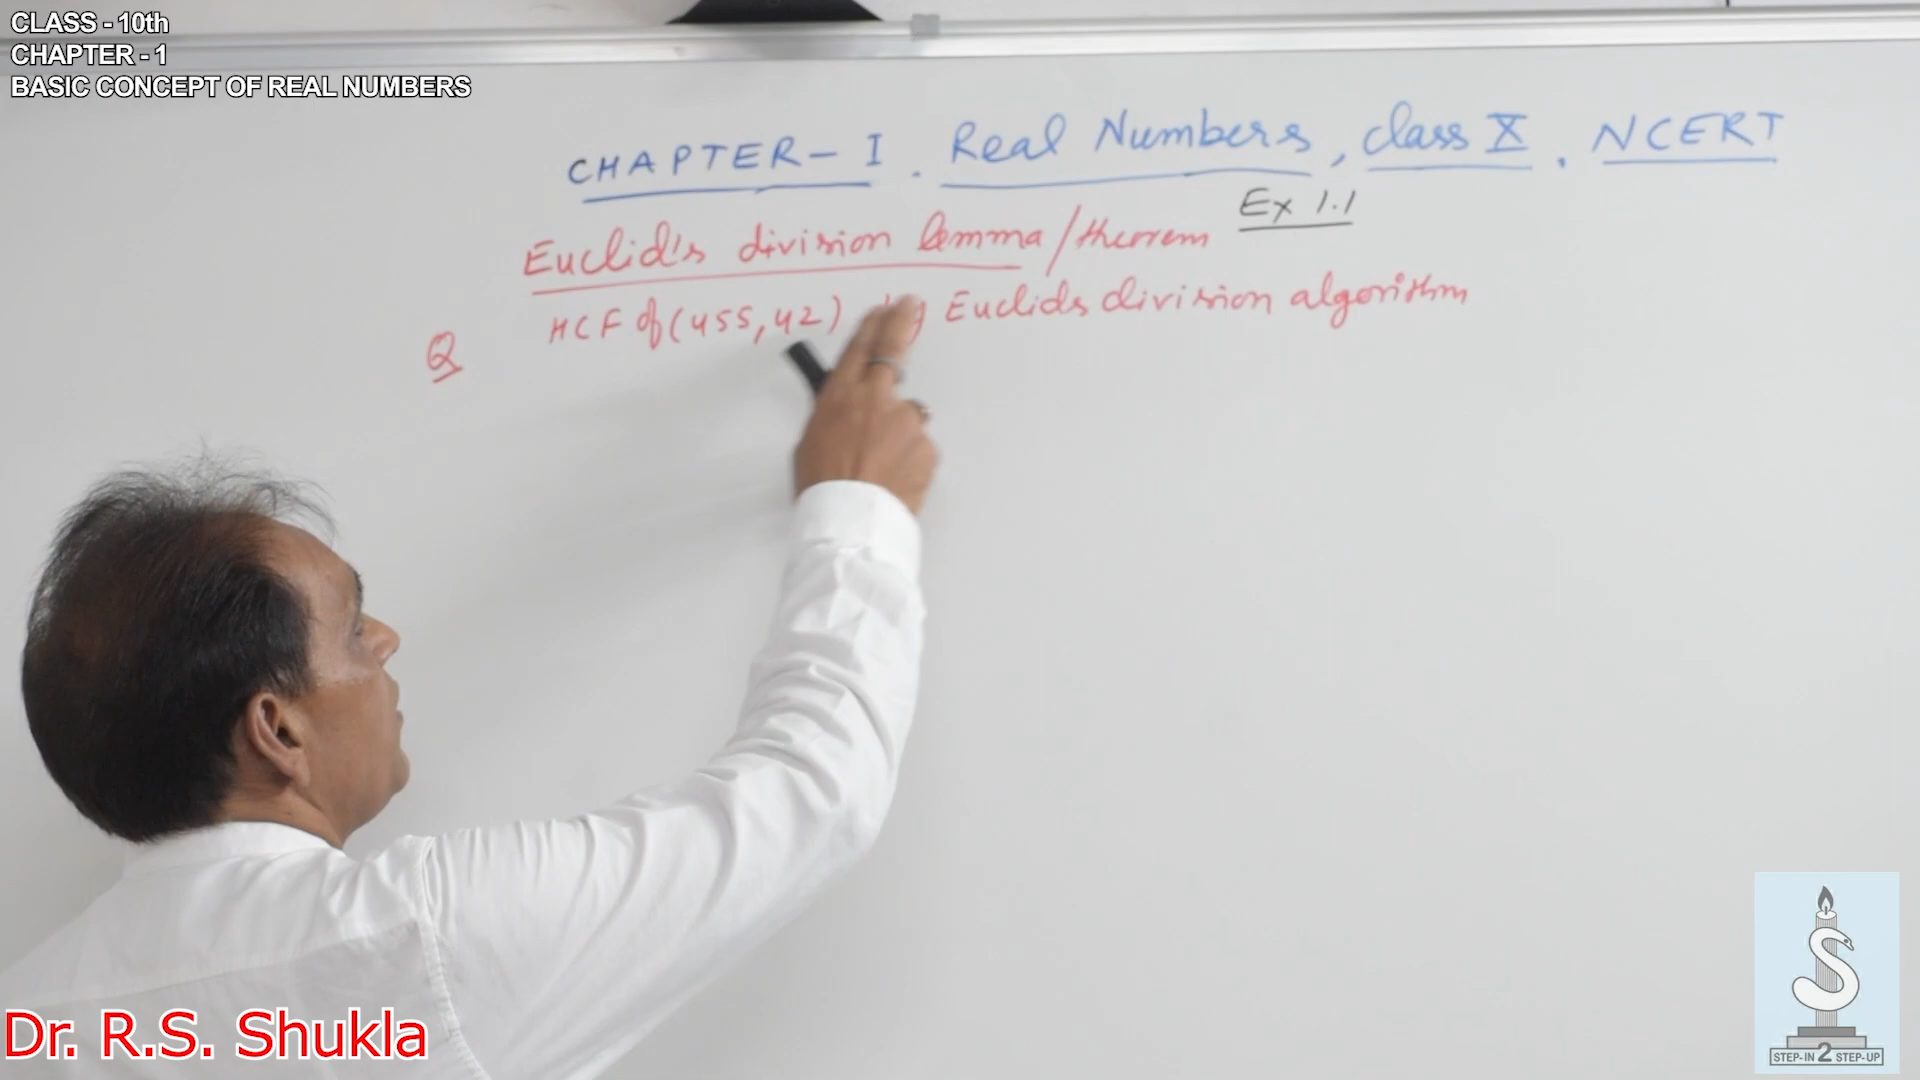 CLASS - 10th
CHAPTER - 1
BASIC CONCEPT OF REAL NUMBERS
CHAPTER - I . Real Numbers, class X . NCERT
Ex 1.1
Euclid's division lemma/theorem
Q HCF of (455, 42) Euclids division algorithm
Dr. R.S. Shukla
STEP-IN 2 STEP-UP